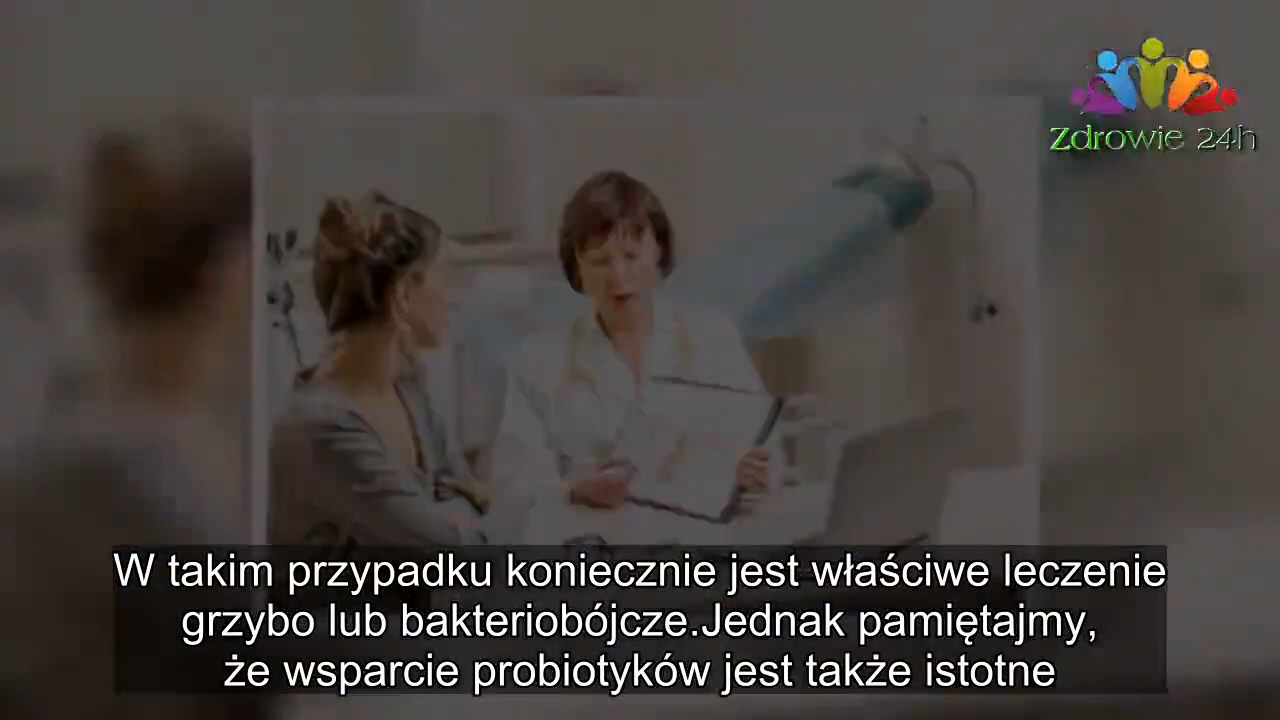 Zdrowie 24h
W takim przypadku koniecznie jest właściwe leczenie
grzybo lub bakteriobójcze.Jednak pamiętajmy,
że wsparcie probiotyków jest także istotne